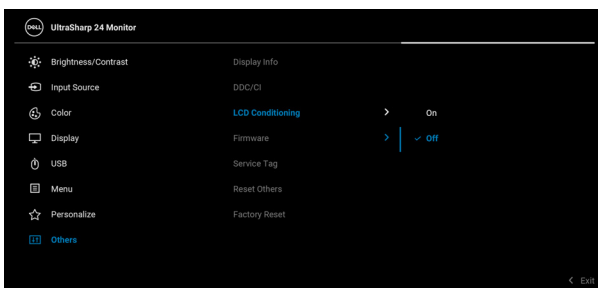 DELL UltraSharp 24 Monitor
Brightness/Contrast
Input Source
Color
Display
USB
Menu
Personalize
Others
Display Info
DDC/CI
LCD Conditioning
Firmware
Service Tag
Reset Others
Factory Reset
On
Off
Exit